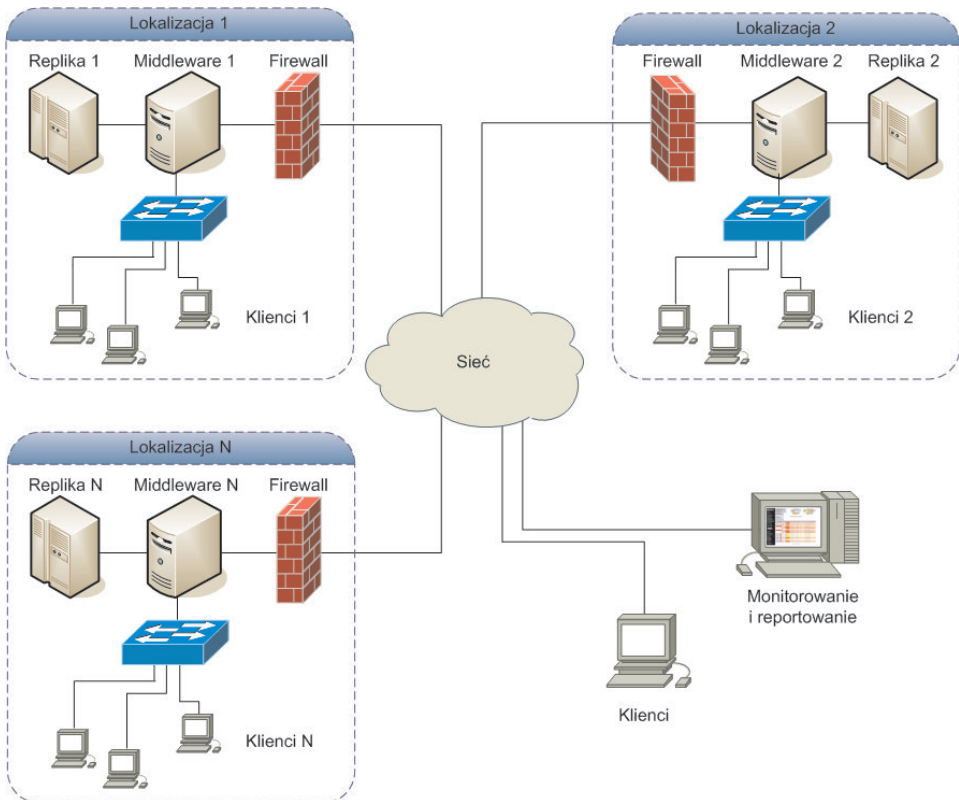 Lokalizacja 1
Replika 1
Middleware 1
Firewall
Klienci 1
Lokalizacja 2
Firewall
Middleware 2
Replika 2
Klienci 2
Sieć
Lokalizacja N
Replika N
Middleware N
Firewall
Klienci N
Monitorowanie
i reportowanie
Klienci